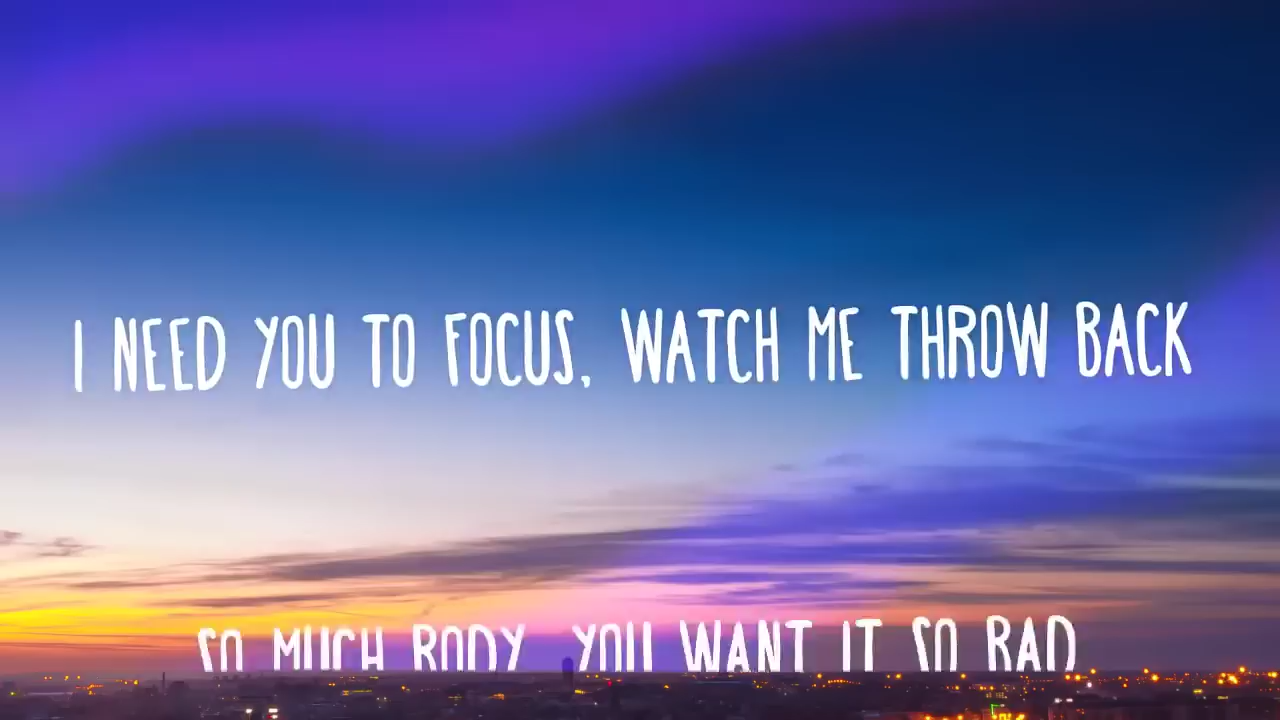 I NEED YOU TO FOCUS, WATCH ME THROW BACK
SO MUCH BODY, YOU WANT IT SO BAD